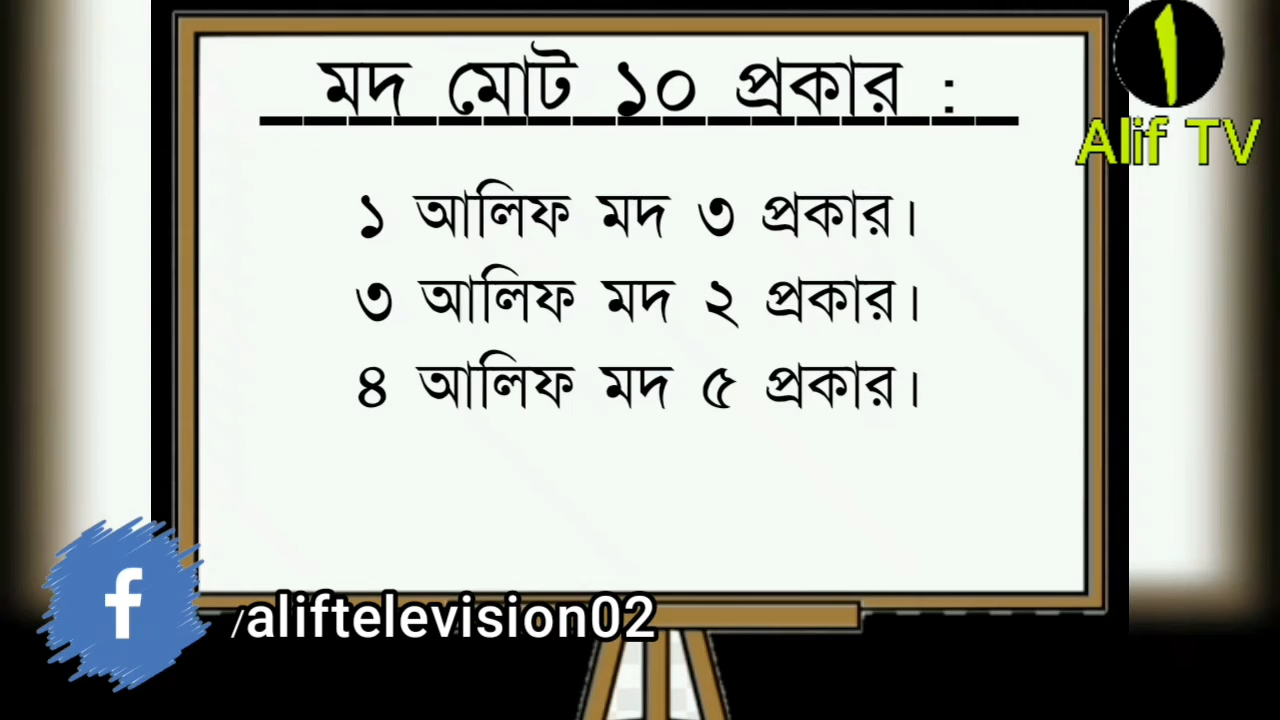 মদ মোট ১০ প্রকার :
১ আলিফ মদ ৩ প্রকার।
৩ আলিফ মদ ২ প্রকার।
৪ আলিফ মদ ৫ প্রকার।
Alif TV
f
/aliftelevision02